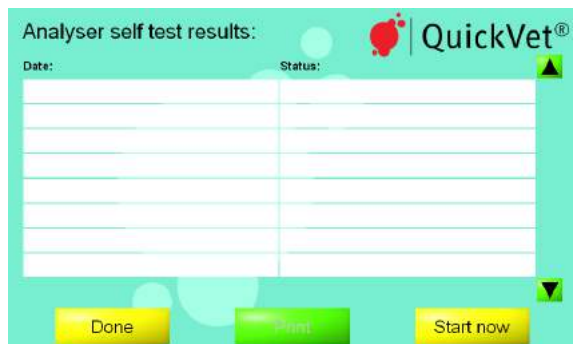 Analyser self test results:
QuickVet®
Date: Status:
Done Print Start now